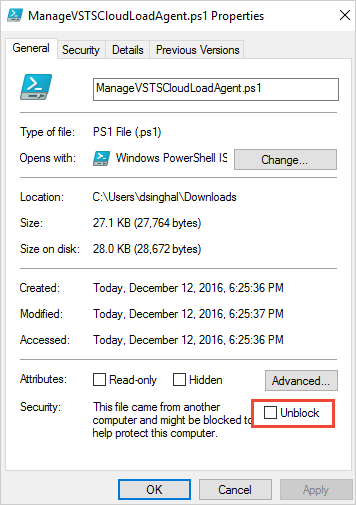 ManageVSTSCloudLoadAgent.ps1 Properties
General Security Details Previous Versions
ManageVSTSCloudLoadAgent.ps1
Type of file: PS1 File (.ps1)
Opens with: Windows PowerShell IS Change...
Location: C:\Users\dsinghal\Downloads
Size: 27.1 KB (27,764 bytes)
Size on disk: 28.0 KB (28,672 bytes)
Created: Today, December 12, 2016, 6:25:36 PM
Modified: Today, December 12, 2016, 6:25:37 PM
Accessed: Today, December 12, 2016, 6:25:36 PM
Attributes: Read-only Hidden Advanced...
Security: This file came from another
computer and might be blocked to Unblock
help protect this computer.
OK Cancel Apply